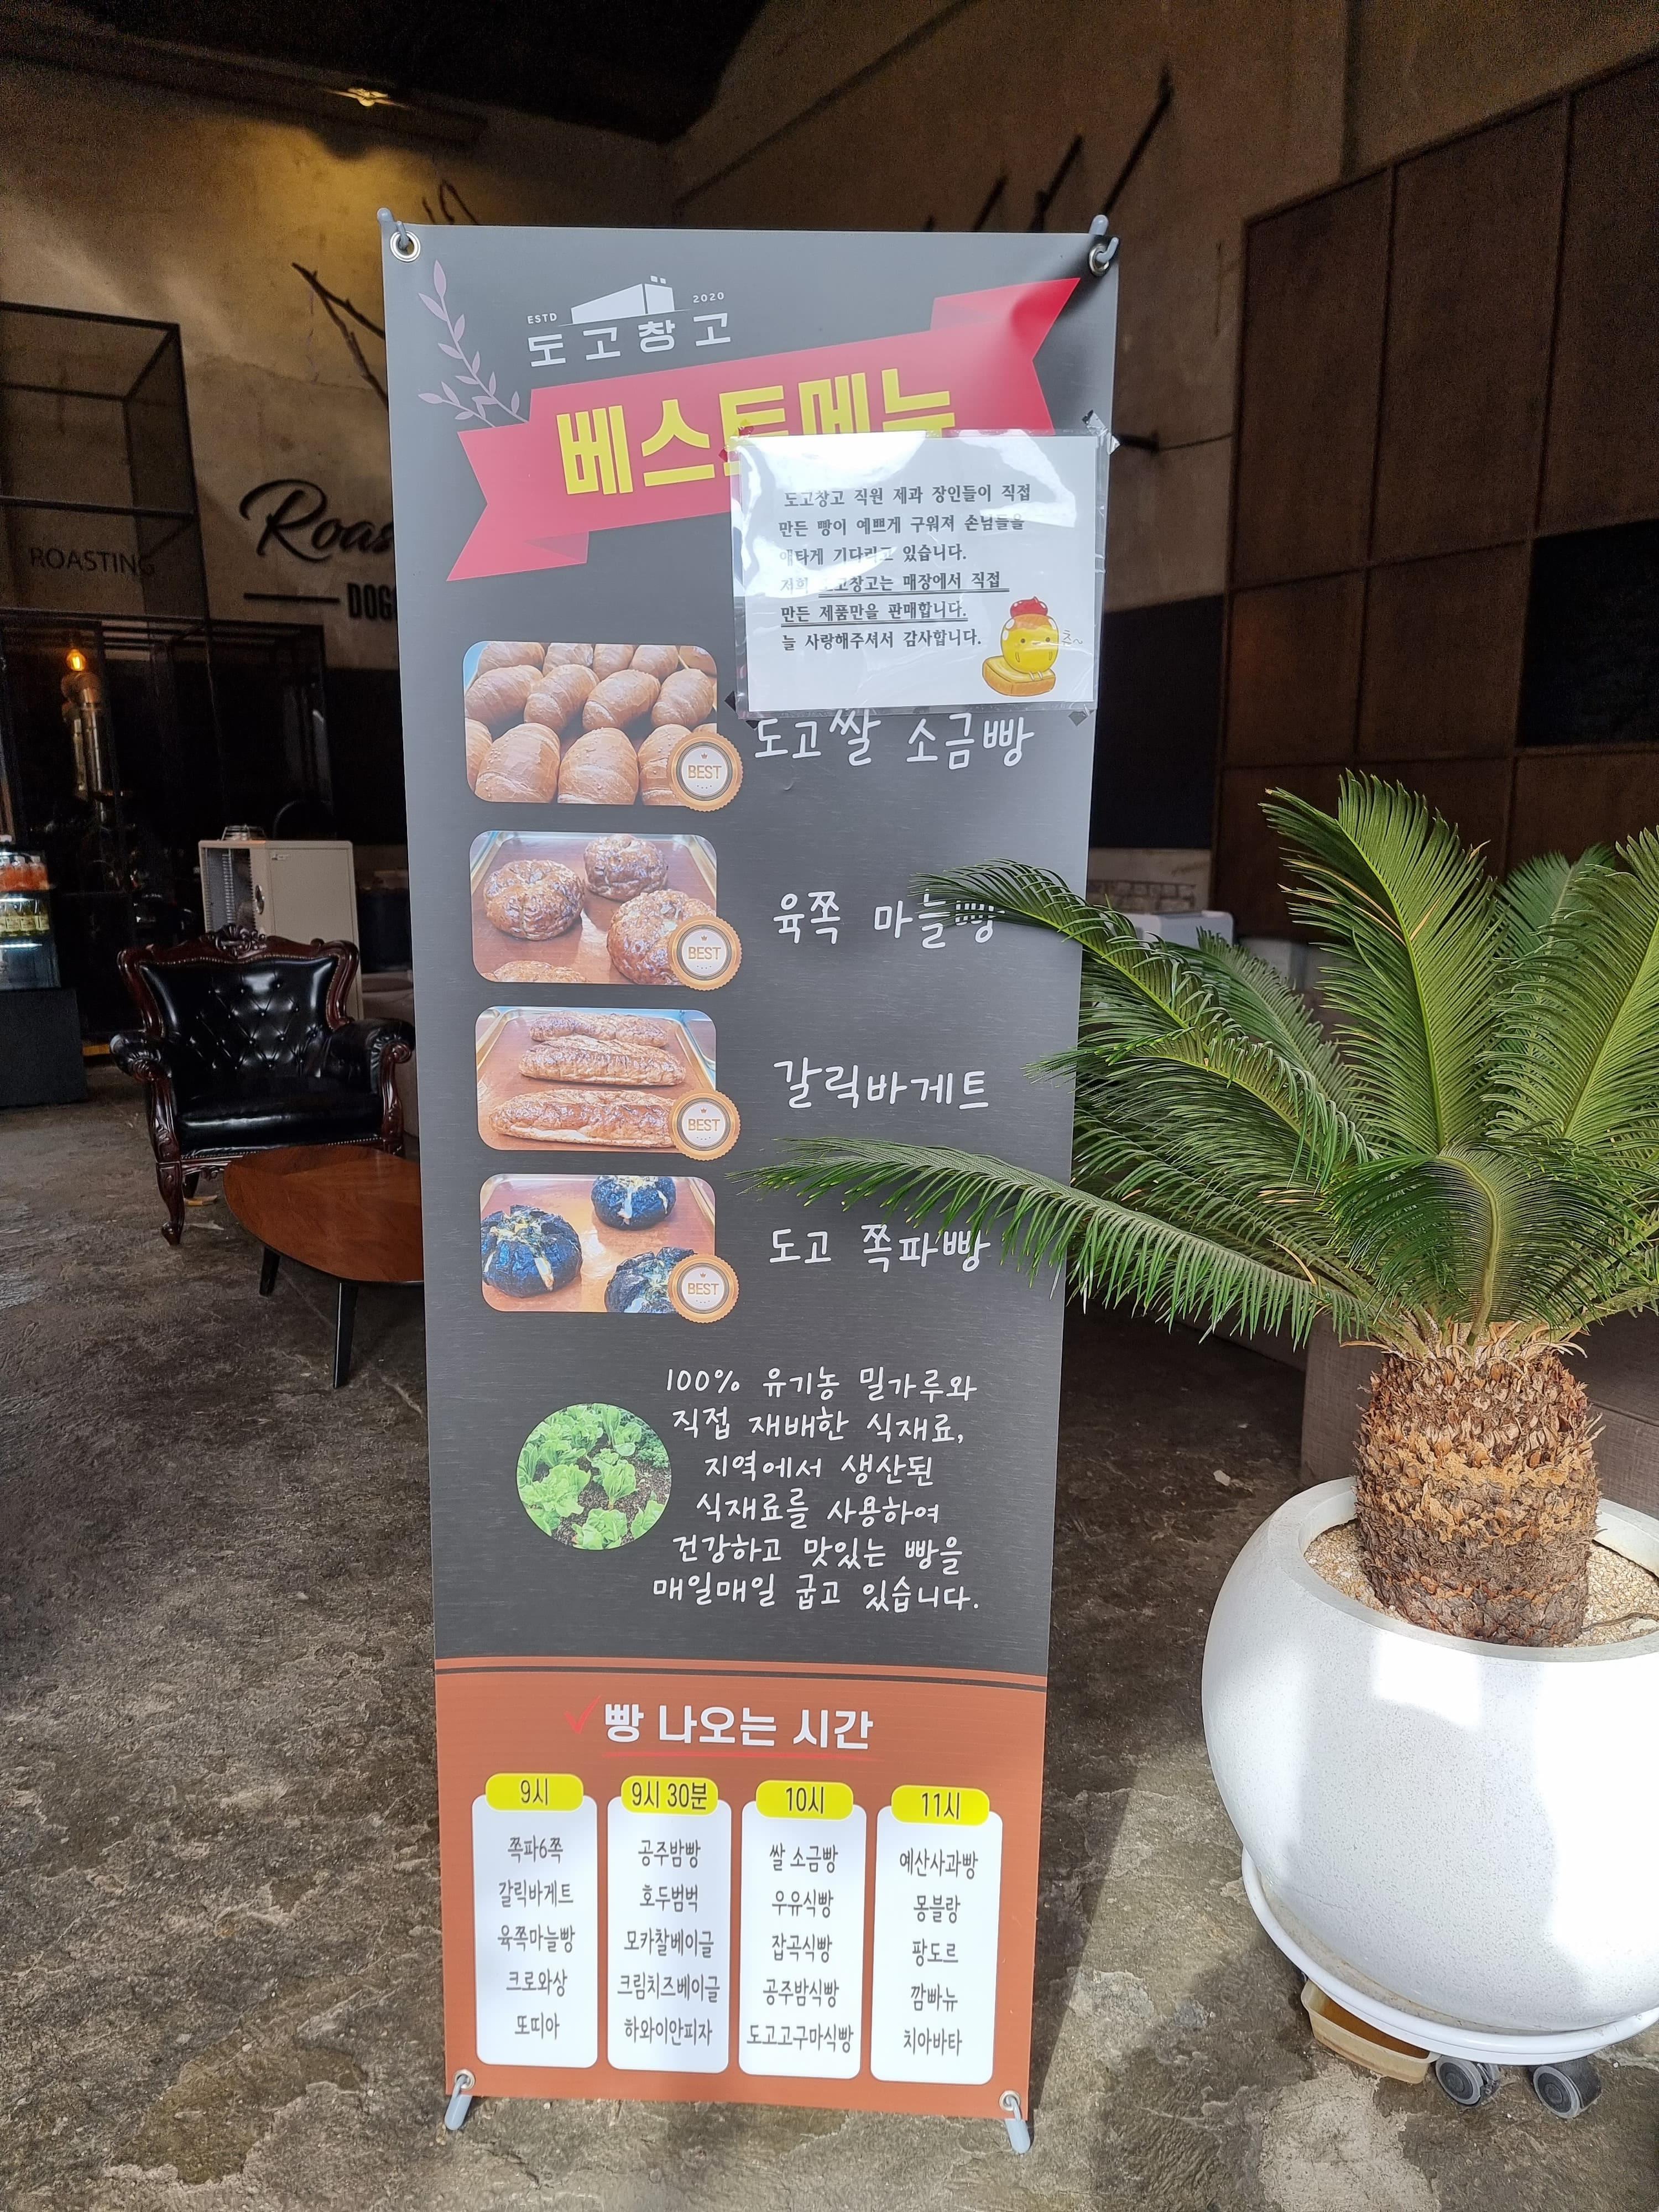 ESTD 2020
도고창고
베스트메뉴
도고창고 직원 제과 장인들이 직접
만든 빵이 예쁘게 구워져 손님들을
애타게 기다리고 있습니다.
저희 도고창고는 매장에서 직접
만든 제품만을 판매합니다.
늘 사랑해주셔서 감사합니다.
츄~
BEST
도고쌀 소금빵
BEST
육쪽 마늘빵
BEST
갈릭바게트
BEST
도고 쪽파빵
100% 유기농 밀가루와
직접 재배한 식재료,
지역에서 생산된
식재료를 사용하여
건강하고 맛있는 빵을
매일매일 굽고 있습니다.
빵 나오는 시간
9시
쪽파6쪽
갈릭바게트
육쪽마늘빵
크로와상
또띠아
9시 30분
공주밤빵
호두범벅
모카찰베이글
크림치즈베이글
하와이안피자
10시
쌀 소금빵
우유식빵
잡곡식빵
공주밤식빵
도고고구마식빵
11시
예산사과빵
몽블랑
팡도르
깜빠뉴
치아바타
ROASTING